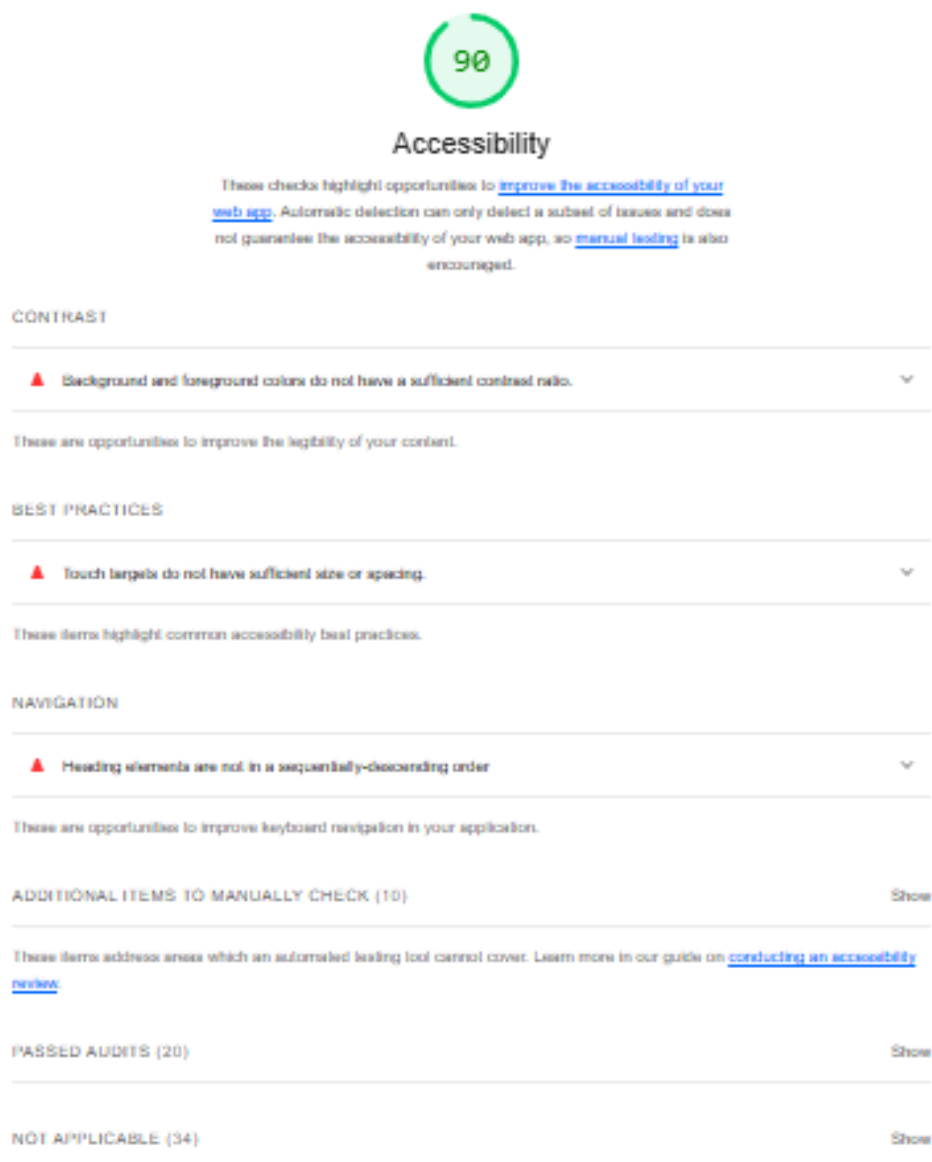 90
Accessibility
These checks highlight opportunities to improve the accessibility of your
web app. Automatic detection can only detect a subset of issues and does
not guarantee the accessibility of your web app, so manual testing is also
encouraged.
CONTRAST
Background and foreground colors do not have a sufficient contrast ratio.
These are opportunities to improve the legibility of your content.
BEST PRACTICES
Touch targets do not have sufficient size or spacing.
These items highlight common accessibility best practices.
NAVIGATION
Heading elements are not in a sequentially-descending order
These are opportunities to improve keyboard navigation in your application.
ADDITIONAL ITEMS TO MANUALLY CHECK (10) Show
These items address areas which an automated testing tool cannot cover. Learn more in our guide on conducting an accessibility
review.
PASSED AUDITS (20) Show
NOT APPLICABLE (34) Show